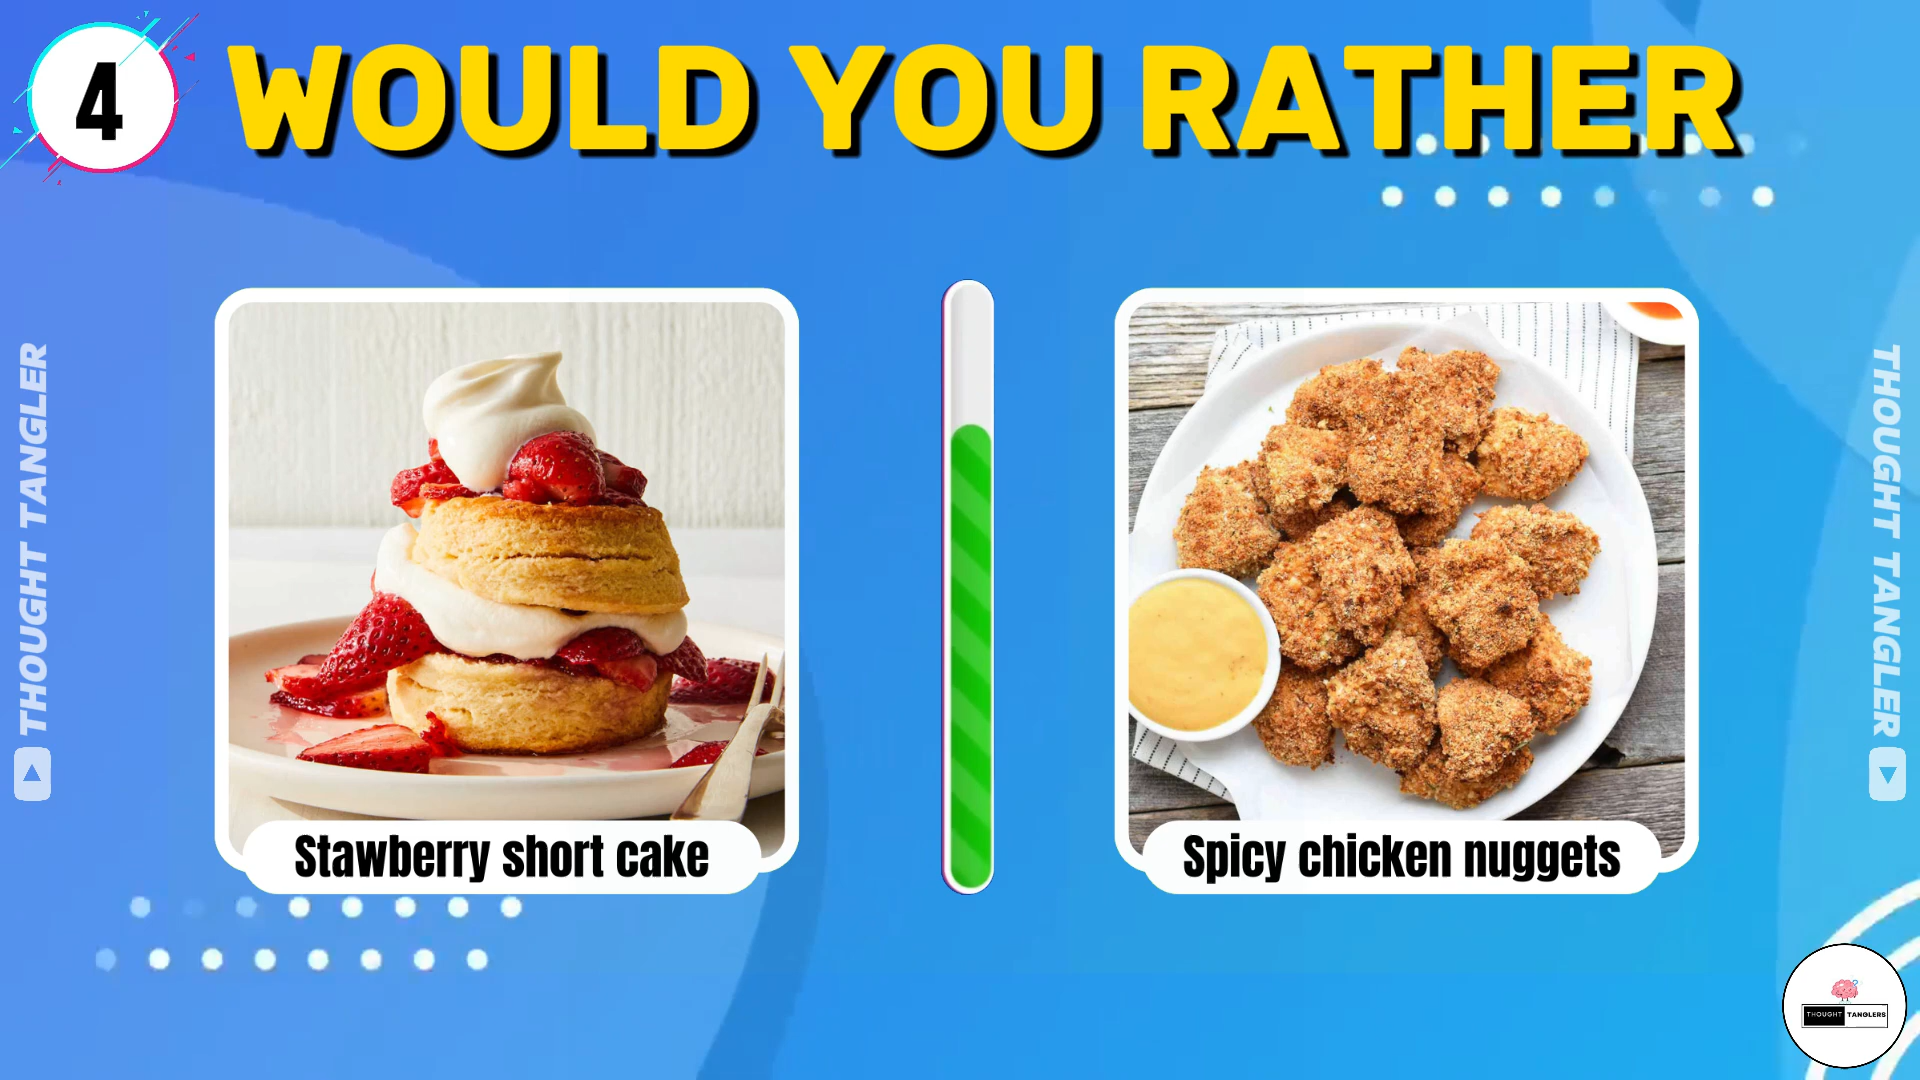 4
WOULD YOU RATHER
THOUGHT TANGLER
THOUGHT TANGLER
Stawberry short cake
Spicy chicken nuggets
THOUGHT TANGLERS